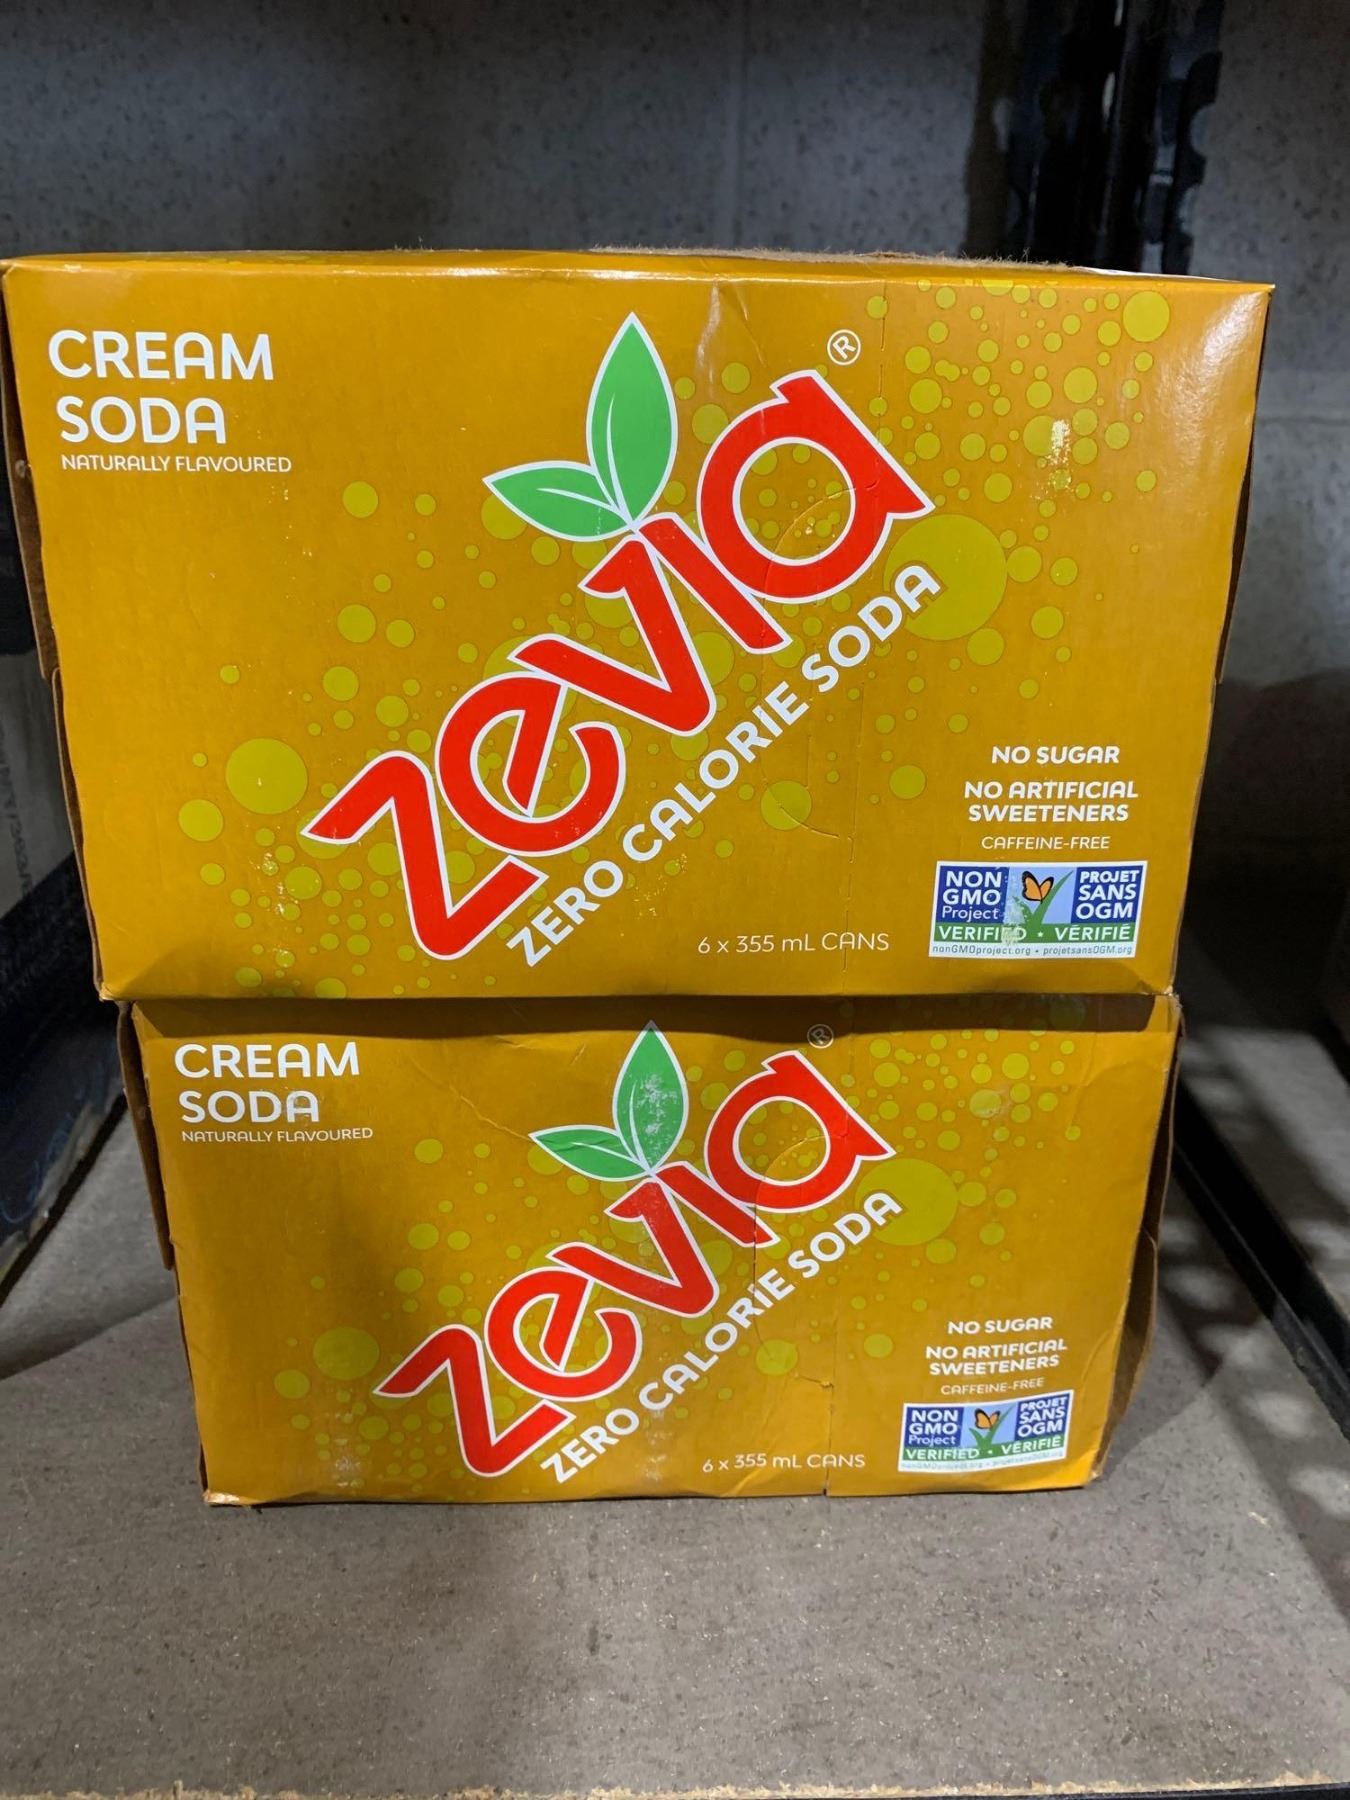 CREAM
SODA
NATURALLY FLAVOURED
zevia®
ZERO CALORIE SODA
NO SUGAR
NO ARTIFICIAL
SWEETENERS
CAFFEINE-FREE
6 x 355 mL CANS
NON
GMO
Project
PROJET
SANS
OGM
VERIFIED • VÉRIFIÉ
nonGMOproject.org • projetsansOGM.org
CREAM
SODA
NATURALLY FLAVOURED
zevia®
ZERO CALORIE SODA
NO SUGAR
NO ARTIFICIAL
SWEETENERS
CAFFEINE-FREE
6 x 355 mL CANS
NON
GMO
Project
PROJET
SANS
OGM
VERIFIED • VÉRIFIÉ